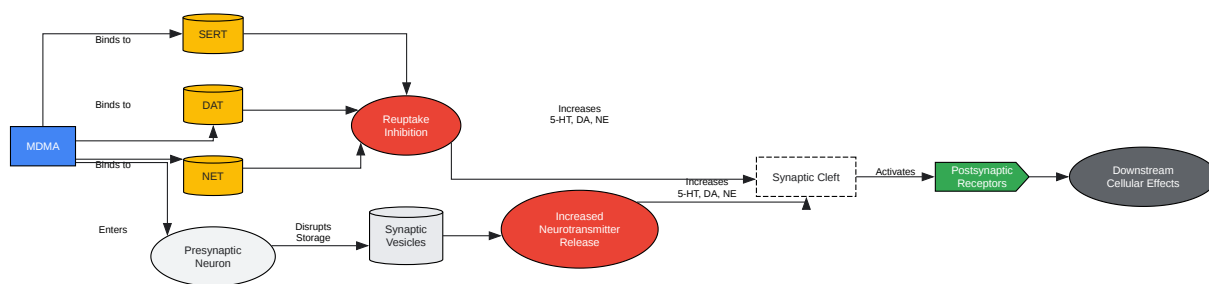 SERT
Binds to
DAT
Binds to
Increases
5-HT, DA, NE
Reuptake
Inhibition
MDMA
Binds to
NET
Increases
5-HT, DA, NE
Synaptic Cleft
Activates
Postsynaptic
Receptors
Downstream
Cellular Effects
Enters
Presynaptic
Neuron
Disrupts
Storage
Synaptic
Vesicles
Increased
Neurotransmitter
Release